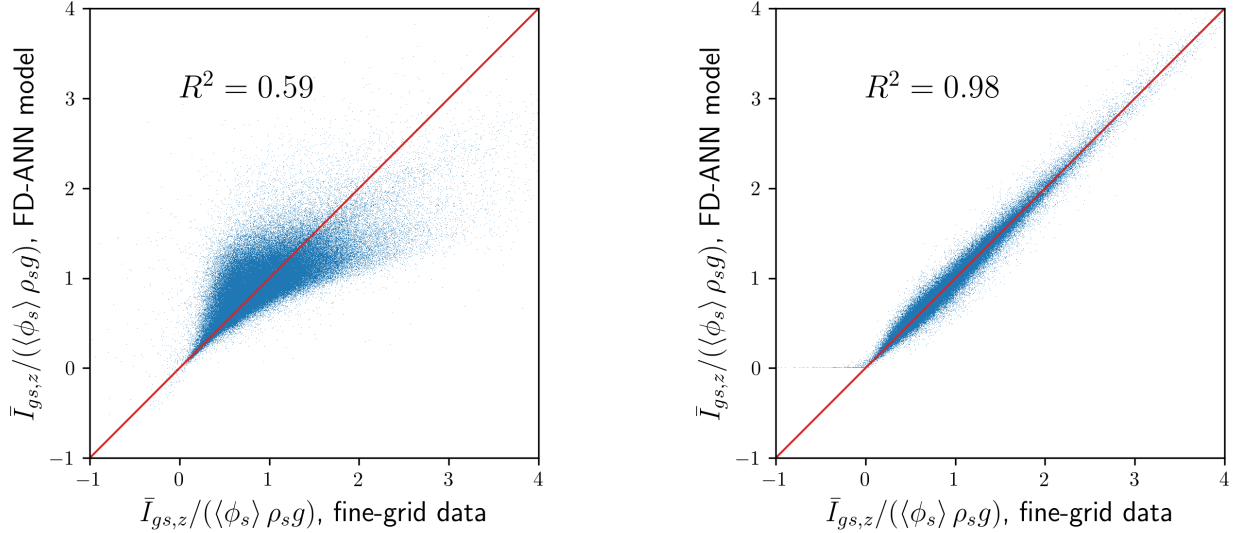 4
3
2
1
0
−1
Ī_{gs,z}/(⟨ϕ_s⟩ ρ_s g), FD-ANN model
R² = 0.59
−1 0 1 2 3 4
Ī_{gs,z}/(⟨ϕ_s⟩ ρ_s g), fine-grid data
4
3
2
1
0
−1
Ī_{gs,z}/(⟨ϕ_s⟩ ρ_s g), FD-ANN model
R² = 0.98
−1 0 1 2 3 4
Ī_{gs,z}/(⟨ϕ_s⟩ ρ_s g), fine-grid data